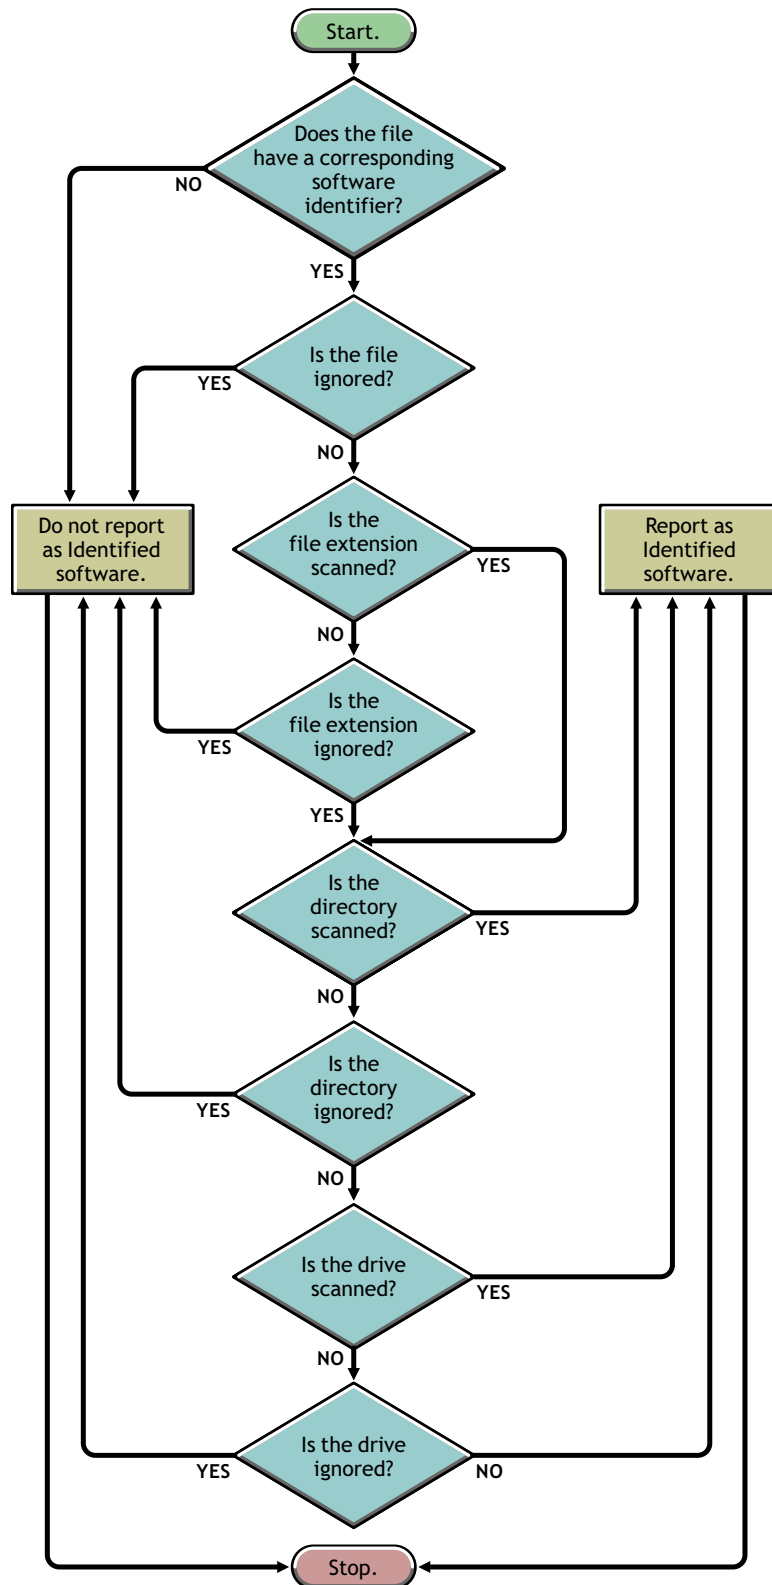 Start.
Does the file
have a corresponding
software
identifier?
NO
YES
Is the file
ignored?
YES
NO
Do not report
as Identified
software.
Is the
file extension
scanned?
YES
Report as
Identified
software.
NO
Is the
file extension
ignored?
YES
YES
Is the
directory
scanned?
YES
NO
Is the
directory
ignored?
YES
NO
Is the drive
scanned?
YES
NO
Is the drive
ignored?
YES
NO
Stop.